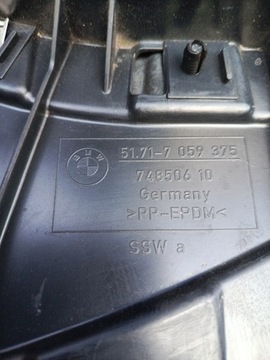 BMW
51.71-7 059 375
748506 10
Germany
>PP-EPDM<
SSW a